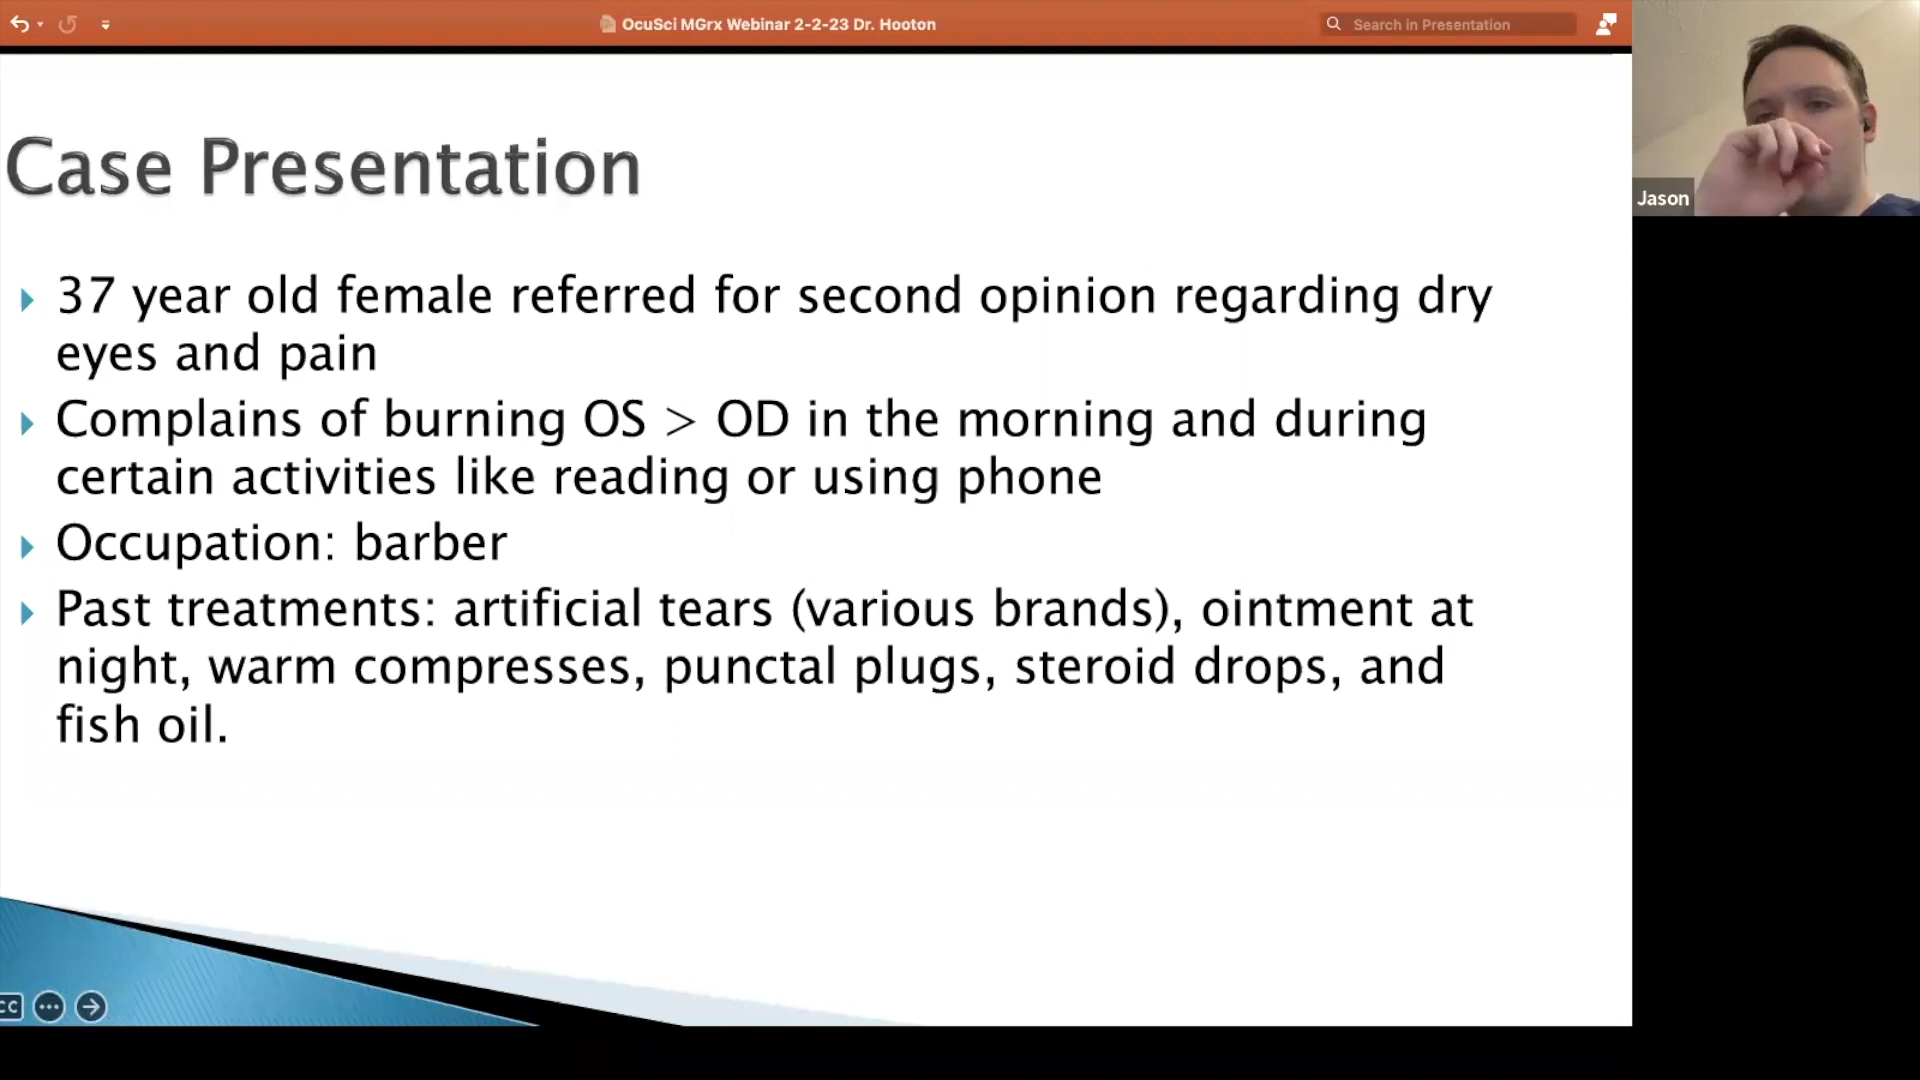 OcuSci MGrx Webinar 2-2-23 Dr. Hooton
Search in Presentation
Jason
Case Presentation
37 year old female referred for second opinion regarding dry
eyes and pain
Complains of burning OS > OD in the morning and during
certain activities like reading or using phone
Occupation: barber
Past treatments: artificial tears (various brands), ointment at
night, warm compresses, punctal plugs, steroid drops, and
fish oil.
CC